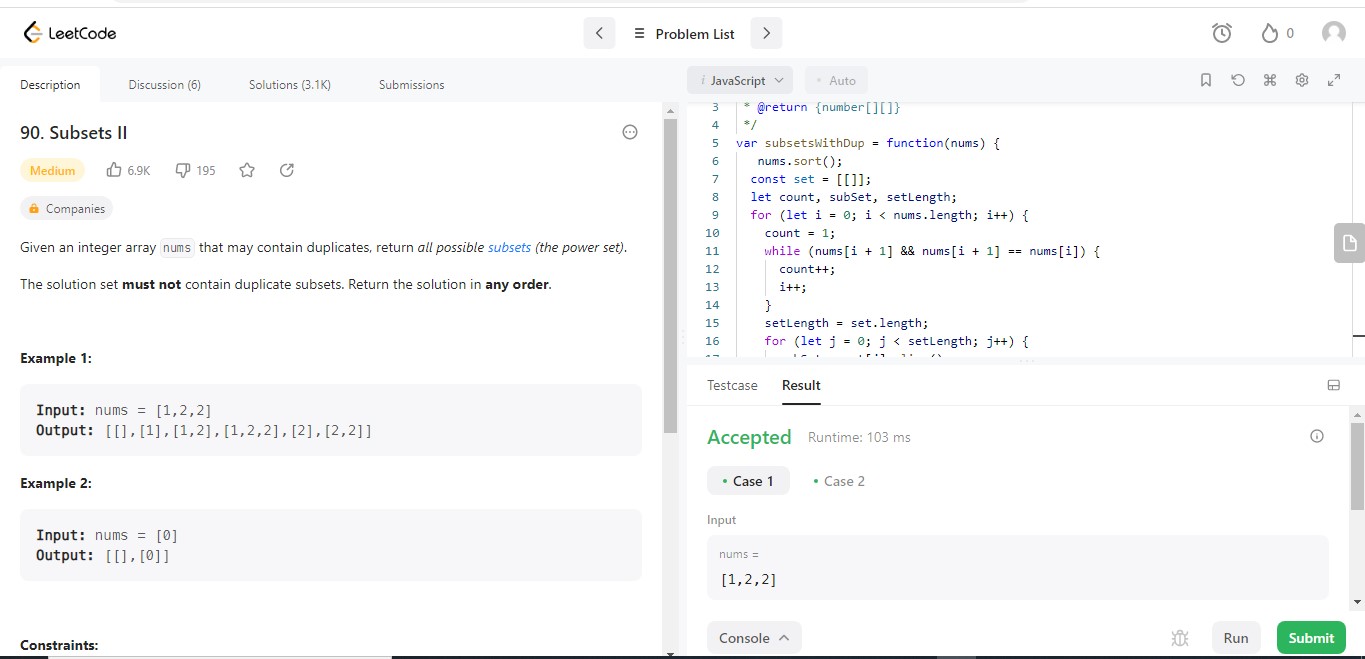 LeetCode
Problem List
0
Description
Discussion (6)
Solutions (3.1K)
Submissions
90. Subsets II
Medium
6.9K
195
Companies
Given an integer array nums that may contain duplicates, return all possible subsets (the power set).
The solution set must not contain duplicate subsets. Return the solution in any order.
Example 1:
Input: nums = [1,2,2]
Output: [[],[1],[1,2],[1,2,2],[2],[2,2]]
Example 2:
Input: nums = [0]
Output: [[],[0]]
Constraints:
i JavaScript
• Auto
3 * @return {number[][]}
4 */
5 var subsetsWithDup = function(nums) {
6 nums.sort();
7 const set = [[]];
8 let count, subSet, setLength;
9 for (let i = 0; i < nums.length; i++) {
10 count = 1;
11 while (nums[i + 1] && nums[i + 1] == nums[i]) {
12 count++;
13 i++;
14 }
15 setLength = set.length;
16 for (let j = 0; j < setLength; j++) {
Testcase
Result
Accepted
Runtime: 103 ms
• Case 1
• Case 2
Input
nums =
[1,2,2]
Console
Run
Submit